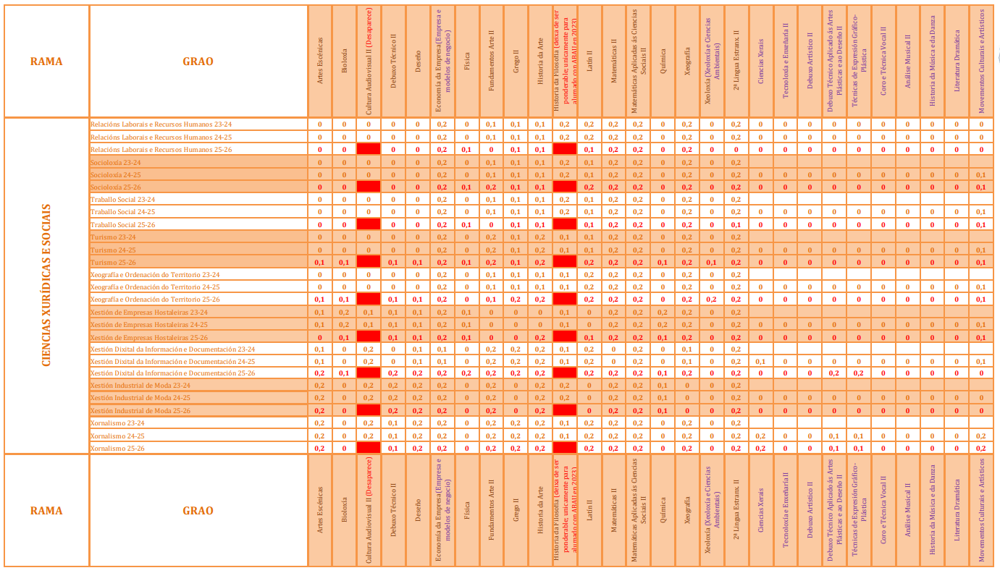 RAMA
GRAO
Artes Escénicas
Bioloxía
Cultura Audiovisual II (Desaparece)
Debuxo Técnico II
Deseño
Economía da Empresa (Empresa e
modelos de negocio)
Física
Fundamentos Arte II
Grego II
Historia da Arte
Historia da Filosofía (deixa de ser
ponderable; unicamente para
alumado con ABAU en 2023)
Latín II
Matemáticas II
Matemáticas Aplicadas ás Ciencias
Sociais II
Química
Xeografía
Xeoloxía (Xeoloxía e Ciencias
Ambientais)
2ª Lingua Estranx. II
Ciencias Xerais
Tecnoloxía e Enxeñaría II
Debuxo Artístico II
Debuxo Técnico Aplicado ás Artes
Plásticas e ao Deseño II
Técnicas de Expresión Gráfico-
Plástica
Coro e Técnica Vocal II
Análise Musical II
Historia da Música e da Danza
Literatura Dramática
Movementos Culturais e Artísticos
CIENCIAS XURÍDICAS E SOCIAIS
Relacións Laborais e Recursos Humanos 23-24 0 0 0 0 0 0,2 0 0,1 0,1 0,1 0,2 0,2 0,2 0,2 0 0,2 0 0,2 0 0 0 0 0 0 0 0 0 0
Relacións Laborais e Recursos Humanos 24-25 0 0 0 0 0 0,2 0 0,1 0,1 0,1 0,2 0,2 0,2 0,2 0 0,2 0 0,2 0 0 0 0 0 0 0 0 0 0
Relacións Laborais e Recursos Humanos 25-26 0 0 0 0 0,2 0,1 0 0,1 0,1 0,1 0,2 0,2 0 0,2 0 0 0 0 0 0 0 0 0 0 0 0
Socioloxía 23-24 0 0 0 0 0 0,2 0 0,1 0,1 0,1 0,2 0,1 0,2 0,2 0 0,2 0 0,2
Socioloxía 24-25 0 0 0 0 0 0,2 0 0,1 0,1 0,1 0,2 0,1 0,2 0,2 0 0,2 0 0,2 0 0 0 0 0 0 0 0 0 0,1
Socioloxía 25-26 0 0 0 0 0,2 0,1 0,2 0,1 0,1 0,1 0,2 0,2 0 0,2 0 0,2 0 0 0 0 0 0 0 0 0 0,1
Traballo Social 23-24 0 0 0 0 0 0,2 0 0,1 0,1 0,1 0,2 0,1 0,2 0,2 0 0,2 0 0,2
Traballo Social 24-25 0 0 0 0 0 0,2 0 0,1 0,1 0,1 0,2 0,1 0,2 0,2 0 0,2 0 0,2 0 0 0 0 0 0 0 0 0 0,1
Traballo Social 25-26 0 0 0 0 0,2 0,1 0 0,1 0,1 0,1 0,2 0,2 0 0,2 0 0,1 0 0 0 0 0 0 0 0 0 0,1
Turismo 23-24 0 0 0 0 0 0,2 0 0,2 0,1 0,2 0,1 0,1 0,2 0,2 0 0,2 0 0,2
Turismo 24-25 0 0 0 0 0 0,2 0 0,2 0,1 0,2 0,1 0,1 0,2 0,2 0 0,2 0 0,2 0 0 0 0 0 0 0 0 0 0,1
Turismo 25-26 0,1 0,1 0,1 0,1 0,2 0,1 0,2 0,2 0,2 0,2 0,2 0,2 0,1 0,2 0,1 0,2 0 0 0 0 0 0 0 0 0 0,1
Xeografía e Ordenación do Territorio 23-24 0 0 0 0 0 0,2 0 0,1 0,1 0,1 0,1 0,2 0,2 0,2 0 0,2 0 0,2
Xeografía e Ordenación do Territorio 24-25 0 0 0 0 0 0,2 0 0,1 0,1 0,1 0,1 0,2 0,2 0,2 0 0,2 0 0,2 0 0 0 0 0 0 0 0 0 0,1
Xeografía e Ordenación do Territorio 25-26 0,1 0,1 0,1 0,1 0,2 0 0,1 0,2 0,2 0,2 0,2 0,2 0 0,2 0,2 0,2 0 0 0 0 0 0 0 0 0 0,1
Xestión de Empresas Hostaleiras 23-24 0,1 0,2 0,1 0,1 0,1 0,2 0,1 0 0 0 0,1 0 0,2 0,2 0,2 0,2 0 0,2
Xestión de Empresas Hostaleiras 24-25 0,1 0,2 0,1 0,1 0,1 0,2 0,1 0 0 0 0,1 0 0,2 0,2 0,2 0,2 0 0,2 0 0 0 0 0 0 0 0 0 0,1
Xestión de Empresas Hostaleiras 25-26 0 0,1 0,1 0,1 0,2 0,1 0 0 0,2 0,1 0,2 0,2 0,1 0,2 0 0,2 0 0 0 0 0 0 0 0 0 0,1
Xestión Dixital da Información e Documentación 23-24 0,1 0 0,2 0 0,1 0,1 0 0,2 0,2 0,2 0,1 0,2 0 0,2 0 0,1 0 0,2
Xestión Dixital da Información e Documentación 24-25 0,1 0 0,2 0 0,1 0,1 0 0,2 0,2 0,2 0,1 0,2 0,2 0,2 0 0,1 0 0,2 0,1 0 0 0 0 0 0 0 0 0,1
Xestión Dixital da Información e Documentación 25-26 0,2 0,1 0,2 0,2 0,2 0,2 0,2 0,2 0,2 0,2 0,2 0,2 0,1 0,2 0 0,2 0 0 0 0,2 0,2 0 0 0 0 0
Xestión Industrial de Moda 23-24 0,2 0 0,2 0,2 0,2 0,2 0 0,2 0 0,2 0,2 0 0,2 0,2 0,1 0 0 0,2
Xestión Industrial de Moda 24-25 0,2 0 0,2 0,2 0,2 0,2 0 0,2 0 0,2 0,2 0 0,2 0,2 0,1 0 0 0,2 0 0 0 0 0 0 0 0 0 0
Xestión Industrial de Moda 25-26 0,2 0 0,2 0,2 0,2 0 0,2 0 0,2 0 0,2 0,2 0,1 0 0 0,2 0 0 0 0 0 0 0 0 0 0
Xornalismo 23-24 0,2 0 0,2 0,1 0,2 0,2 0 0,2 0,2 0,2 0,1 0,2 0,2 0,2 0 0,2 0 0,2
Xornalismo 24-25 0,2 0 0,2 0,1 0,2 0,2 0 0,2 0,2 0,2 0,1 0,2 0,2 0,2 0 0,2 0 0,2 0,2 0 0 0,1 0,1 0 0 0 0 0,2
Xornalismo 25-26 0,2 0 0,1 0,2 0,2 0 0,2 0,2 0,2 0,2 0,2 0,2 0 0,2 0 0,2 0,2 0 0 0,1 0,1 0 0 0 0 0,2
RAMA
GRAO
Artes Escénicas
Bioloxía
Cultura Audiovisual II (Desaparece)
Debuxo Técnico II
Deseño
Economía da Empresa (Empresa e
modelos de negocio)
Física
Fundamentos Arte II
Grego II
Historia da Arte
Historia da Filosofía (deixa de ser
ponderable; unicamente para
alumado con ABAU en 2023)
Latín II
Matemáticas II
Matemáticas Aplicadas ás Ciencias
Sociais II
Química
Xeografía
Xeoloxía (Xeoloxía e Ciencias
Ambientais)
2ª Lingua Estranx. II
Ciencias Xerais
Tecnoloxía e Enxeñaría II
Debuxo Artístico II
Debuxo Técnico Aplicado ás Artes
Plásticas e ao Deseño II
Técnicas de Expresión Gráfico-
Plástica
Coro e Técnica Vocal II
Análise Musical II
Historia da Música e da Danza
Literatura Dramática
Movementos Culturais e Artísticos